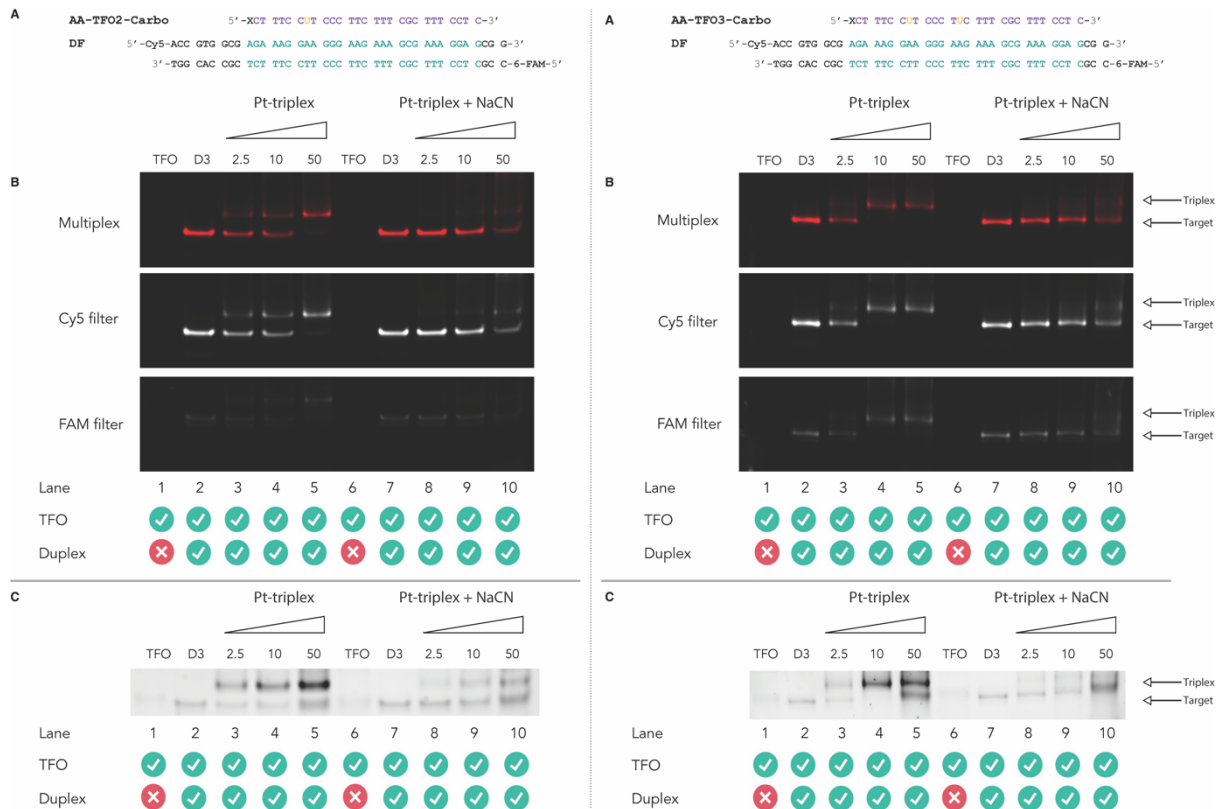 A
AA-TFO2-Carbo 5′-XCT TTC CUT CCC TTC TTT CGC TTT CCT C-3′
DF 5′-Cy5-ACC GTG GCG AGA AAG GAA GGG AAG AAA GCG AAA GGA GCG G-3′
3′-TGG CAC CGC TCT TTC CTT CCC TTC TTT CGC TTT CCT CGC C-6-FAM-5′
Pt-triplex Pt-triplex + NaCN
TFO D3 2.5 10 50 TFO D3 2.5 10 50
B
Multiplex
Cy5 filter
FAM filter
Lane 1 2 3 4 5 6 7 8 9 10
TFO
Duplex
C
Pt-triplex Pt-triplex + NaCN
TFO D3 2.5 10 50 TFO D3 2.5 10 50
Lane 1 2 3 4 5 6 7 8 9 10
TFO
Duplex
A
AA-TFO3-Carbo 5′-XCT TTC CUT CCC TUC TTT CGC TTT CCT C-3′
DF 5′-Cy5-ACC GTG GCG AGA AAG GAA GGG AAG AAA GCG AAA GGA GCG G-3′
3′-TGG CAC CGC TCT TTC CTT CCC TTC TTT CGC TTT CCT CGC C-6-FAM-5′
Pt-triplex Pt-triplex + NaCN
TFO D3 2.5 10 50 TFO D3 2.5 10 50
B
Multiplex
Triplex
Target
Cy5 filter
Triplex
Target
FAM filter
Triplex
Target
Lane 1 2 3 4 5 6 7 8 9 10
TFO
Duplex
C
Pt-triplex Pt-triplex + NaCN
TFO D3 2.5 10 50 TFO D3 2.5 10 50
Triplex
Target
Lane 1 2 3 4 5 6 7 8 9 10
TFO
Duplex